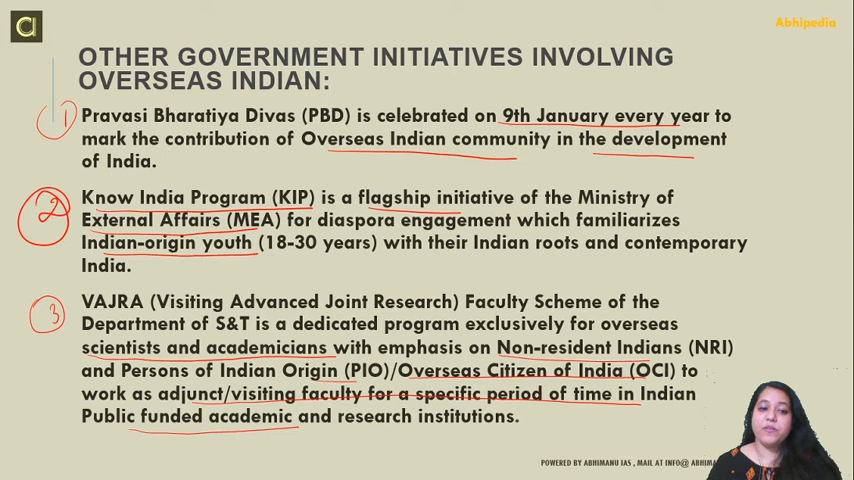 Abhipedia
OTHER GOVERNMENT INITIATIVES INVOLVING
OVERSEAS INDIAN:
1
Pravasi Bharatiya Divas (PBD) is celebrated on 9th January every year to
mark the contribution of Overseas Indian community in the development
of India.
2
Know India Program (KIP) is a flagship initiative of the Ministry of
External Affairs (MEA) for diaspora engagement which familiarizes
Indian-origin youth (18-30 years) with their Indian roots and contemporary
India.
3
VAJRA (Visiting Advanced Joint Research) Faculty Scheme of the
Department of S&T is a dedicated program exclusively for overseas
scientists and academicians with emphasis on Non-resident Indians (NRI)
and Persons of Indian Origin (PIO)/Overseas Citizen of India (OCI) to
work as adjunct/visiting faculty for a specific period of time in Indian
Public funded academic and research institutions.
POWERED BY ABHIMANU IAS , MAIL AT INFO@